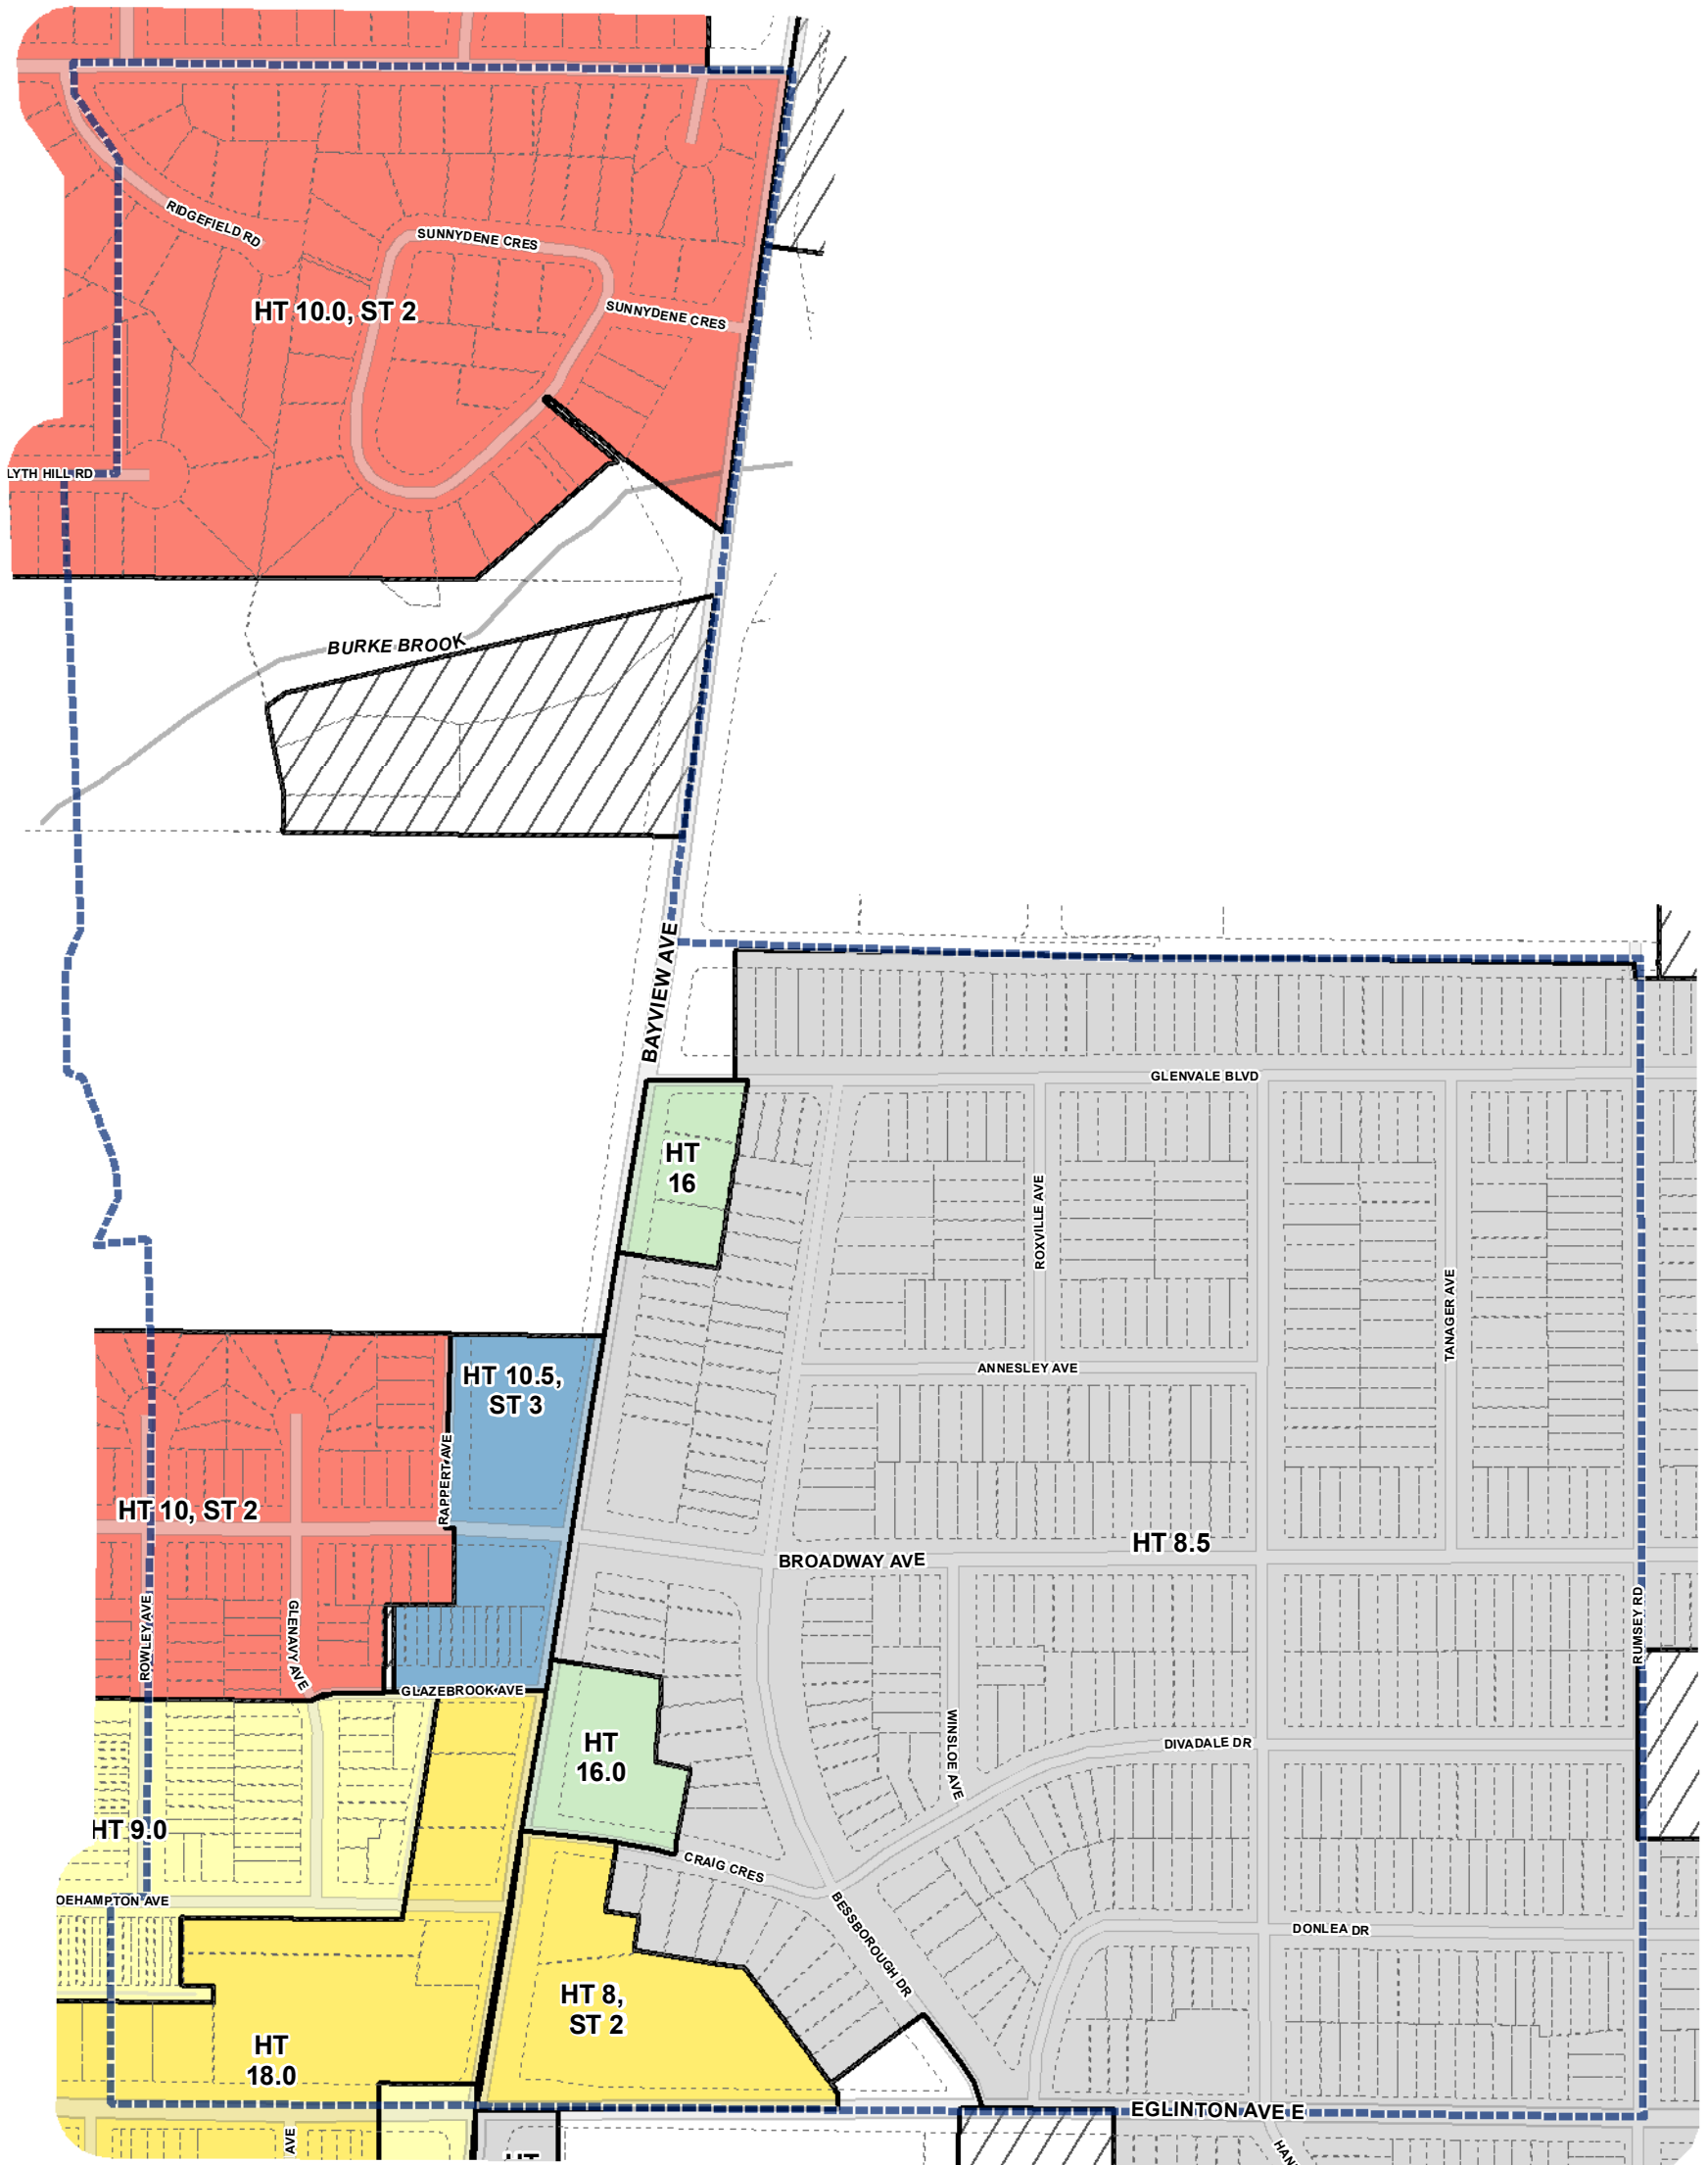 RIDGEFIELD RD
SUNNYDENE CRES
HT 10.0, ST 2
SUNNYDENE CRES
LYTH HILL RD
BURKE BROOK
BAYVIEW AVE
GLENVALE BLVD
HT
16
ROXVILLE AVE
TANAGER AVE
ANNESLEY AVE
HT 10.5,
ST 3
RAPPERT AVE
HT 10, ST 2
HT 8.5
BROADWAY AVE
ROWLEY AVE
GLENAVY AVE
RUMSEY RD
GLAZEBROOK AVE
HT
16.0
WINSLOE AVE
DIVADALE DR
HT 9.0
CRAIG CRES
OEHAMPTON AVE
BESSBOROUGH DR
DONLEA DR
HT 8,
ST 2
HT
18.0
EGLINTON AVE E
AVE
HT
HAN